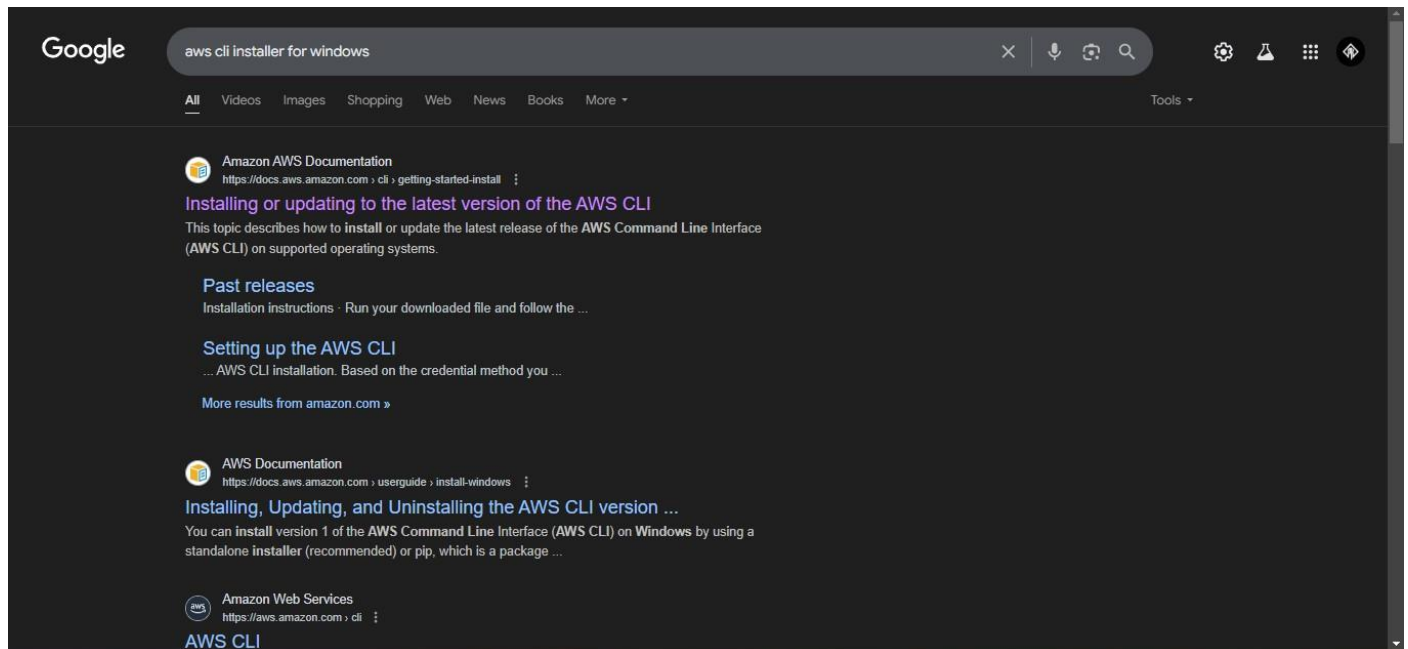 Google
aws cli installer for windows
All Videos Images Shopping Web News Books More
Tools
Amazon AWS Documentation
https://docs.aws.amazon.com › cli › getting-started-install
Installing or updating to the latest version of the AWS CLI
This topic describes how to install or update the latest release of the AWS Command Line Interface
(AWS CLI) on supported operating systems.
Past releases
Installation instructions · Run your downloaded file and follow the ...
Setting up the AWS CLI
... AWS CLI installation. Based on the credential method you ...
More results from amazon.com »
AWS Documentation
https://docs.aws.amazon.com › userguide › install-windows
Installing, Updating, and Uninstalling the AWS CLI version ...
You can install version 1 of the AWS Command Line Interface (AWS CLI) on Windows by using a
standalone installer (recommended) or pip, which is a package ...
aws
Amazon Web Services
https://aws.amazon.com › cli
AWS CLI